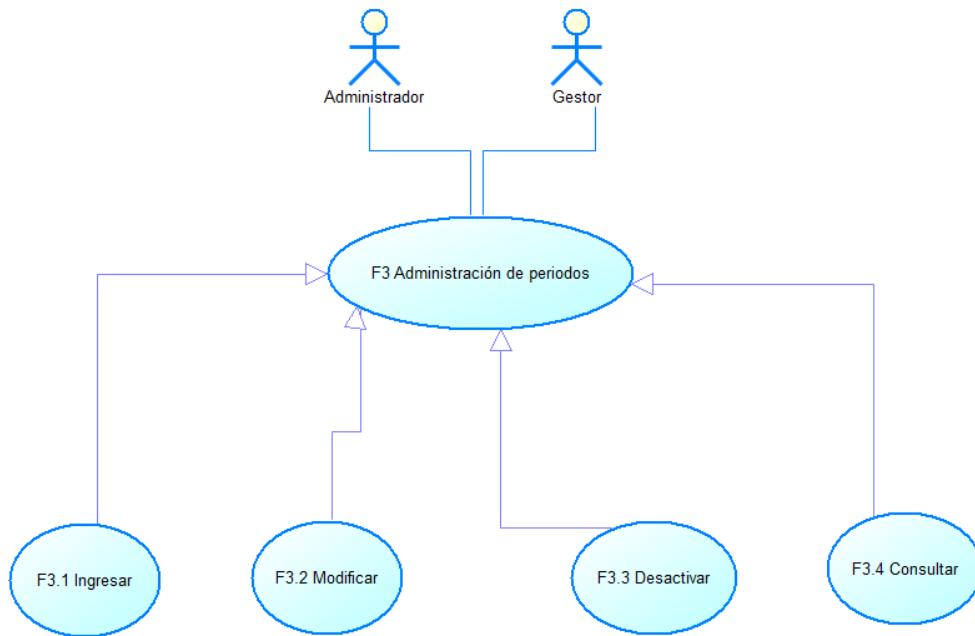 Administrador
Gestor
F3 Administración de periodos
F3.1 Ingresar
F3.2 Modificar
F3.3 Desactivar
F3.4 Consultar